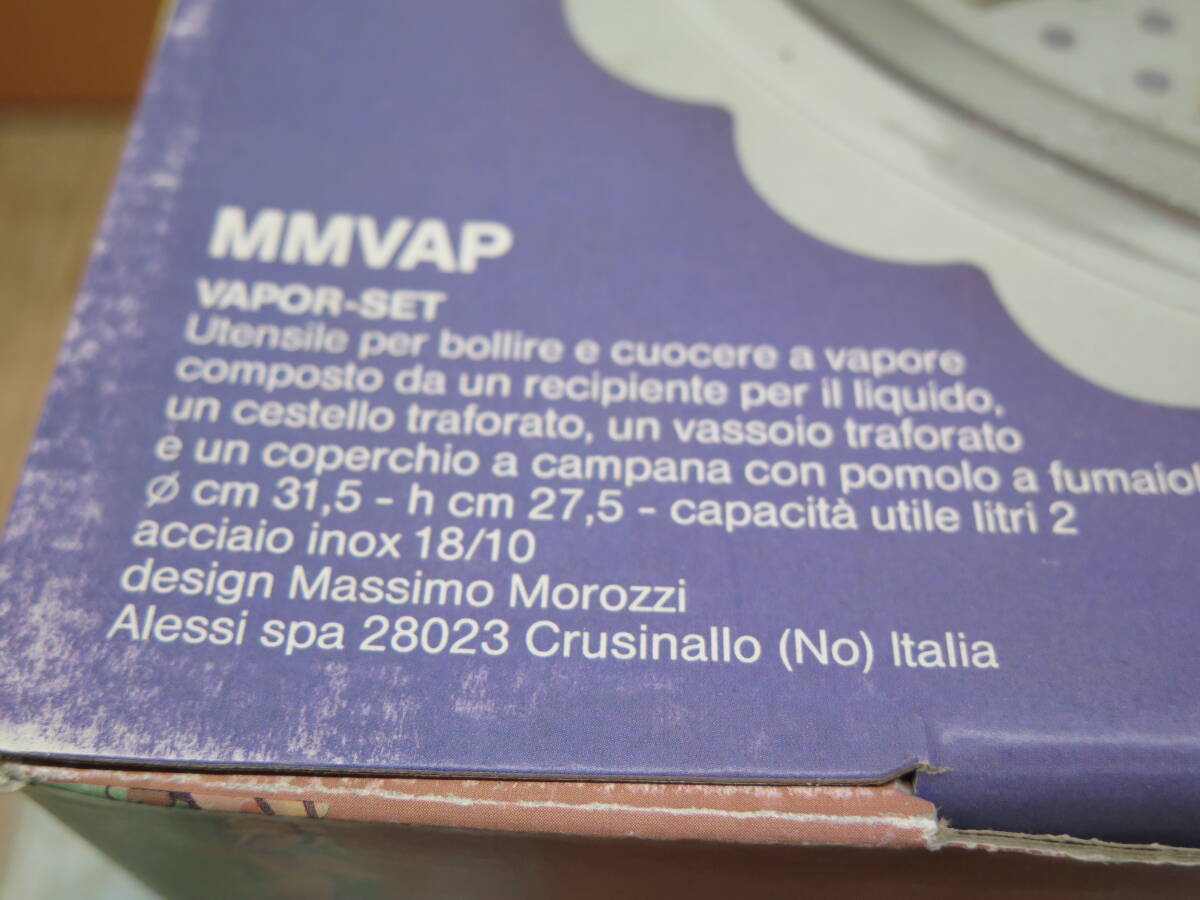 MMVAP
VAPOR-SET
Utensile per bollire e cuocere a vapore
composto da un recipiente per il liquido,
un cestello traforato, un vassoio traforato
e un coperchio a campana con pomolo a fumaiol
Ø cm 31,5 - h cm 27,5 - capacità utile litri 2
acciaio inox 18/10
design Massimo Morozzi
Alessi spa 28023 Crusinallo (No) Italia